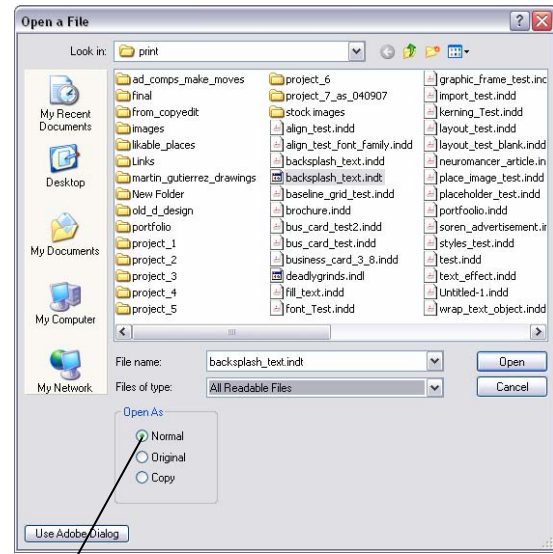 Open a File
Look in: print
My Recent
Documents
Desktop
My Documents
My Computer
My Network
ad_comps_make_moves
final
from_copyedit
images
likable_places
Links
martin_gutierrez_drawings
New Folder
old_d_design
portfolio
project_1
project_2
project_3
project_4
project_5
project_6
project_7_as_040907
stock images
align_test.indd
align_test_font_family.indd
backsplash_text.indd
backsplash_text.indt
baseline_grid_test.indd
brochure.indd
bus_card_test2.indd
bus_card_test.indd
business_card_3_8.indd
deadlygrinds.indl
fill_text.indd
font_Test.indd
graphic_frame_test.inc
import_test.indd
kerning_Test.indd
layout_test.indd
layout_test_blank.indd
neuromancer_article.in
place_image_test.indd
placeholder_test.indd
portfoolio.indd
soren_advertisement.ir
styles_test.indd
test.indd
text_effect.indd
Untitled-1.indd
wrap_text_object.indd
File name: backsplash_text.indt Open
Files of type: All Readable Files Cancel
Open As
Normal
Original
Copy
Use Adobe Dialog